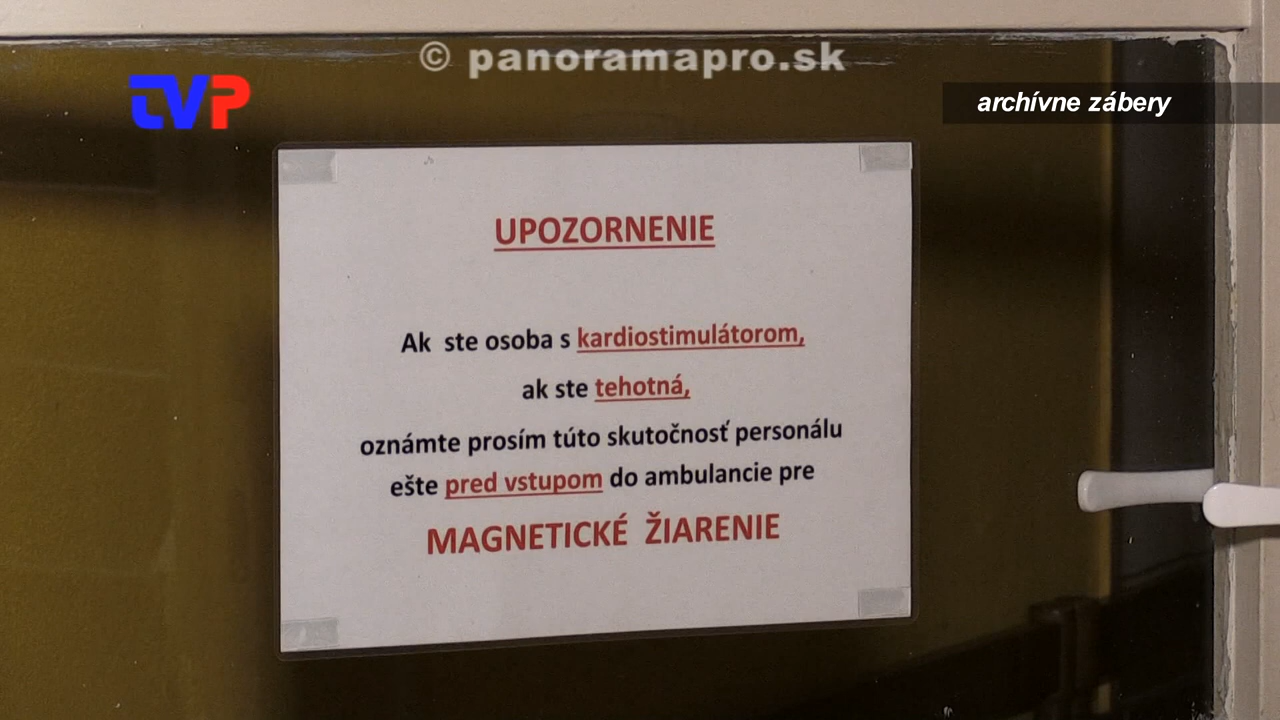 © panoramapro.sk
TVP
archívne zábery
UPOZORNENIE
Ak ste osoba s kardiostimulátorom,
ak ste tehotná,
oznámte prosím túto skutočnosť personálu
ešte pred vstupom do ambulancie pre
MAGNETICKÉ ŽIARENIE